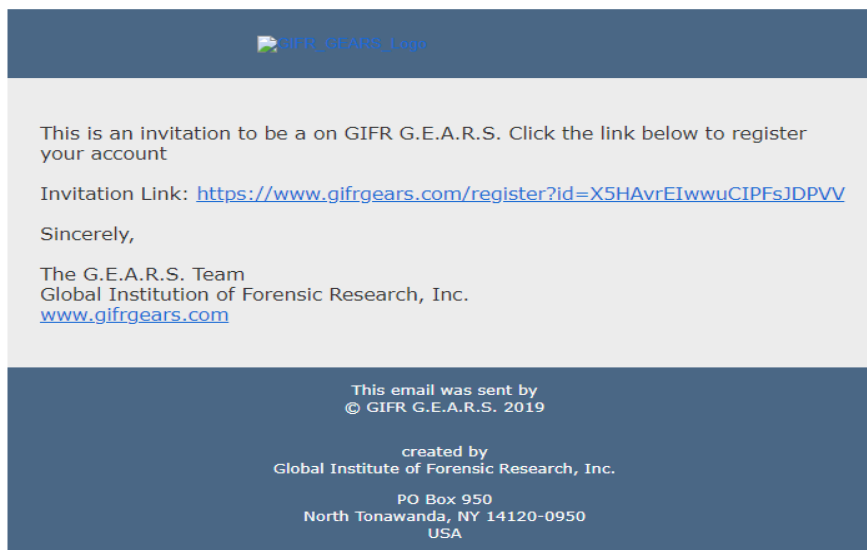 GIFR_GEARS_Logo
This is an invitation to be a on GIFR G.E.A.R.S. Click the link below to register
your account
Invitation Link: https://www.gifrgears.com/register?id=X5HAvrEIwwuCIPFsJDPVV
Sincerely,
The G.E.A.R.S. Team
Global Institution of Forensic Research, Inc.
www.gifrgears.com
This email was sent by
© GIFR G.E.A.R.S. 2019
created by
Global Institute of Forensic Research, Inc.
PO Box 950
North Tonawanda, NY 14120-0950
USA